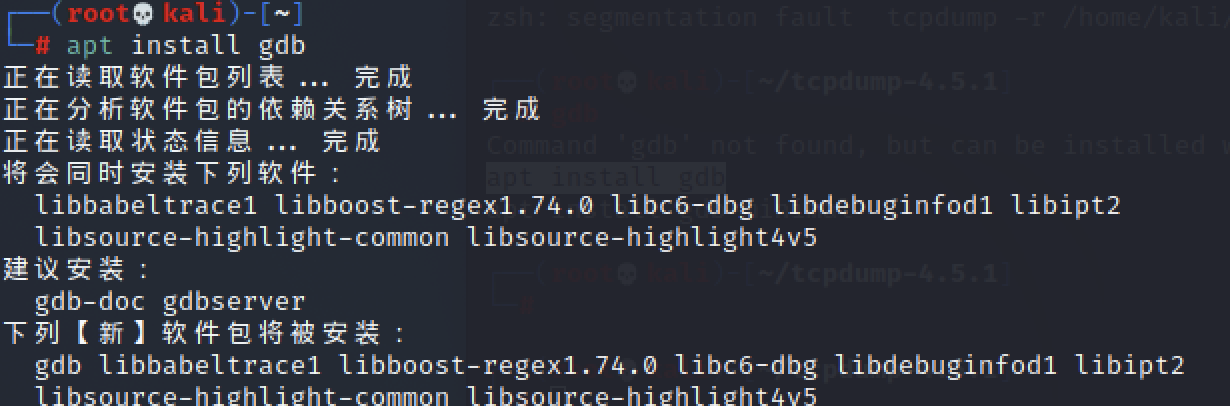 ┌──(root💀kali)-[~]
└─# apt install gdb
正在读取软件包列表... 完成
正在分析软件包的依赖关系树... 完成
正在读取状态信息... 完成
将会同时安装下列软件：
  libbabeltrace1 libboost-regex1.74.0 libc6-dbg libdebuginfod1 libipt2
  libsource-highlight-common libsource-highlight4v5
建议安装：
  gdb-doc gdbserver
下列【新】软件包将被安装：
  gdb libbabeltrace1 libboost-regex1.74.0 libc6-dbg libdebuginfod1 libipt2
  libsource-highlight-common libsource-highlight4v5
zsh: segmentation fault  tcpdump -r /home/kali/
┌──(root💀kali)-[~/tcpdump-4.5.1]
└─# gdb
Command 'gdb' not found, but can be installed w
apt install gdb
┌──(root💀kali)-[~/tcpdump-4.5.1]
└─#